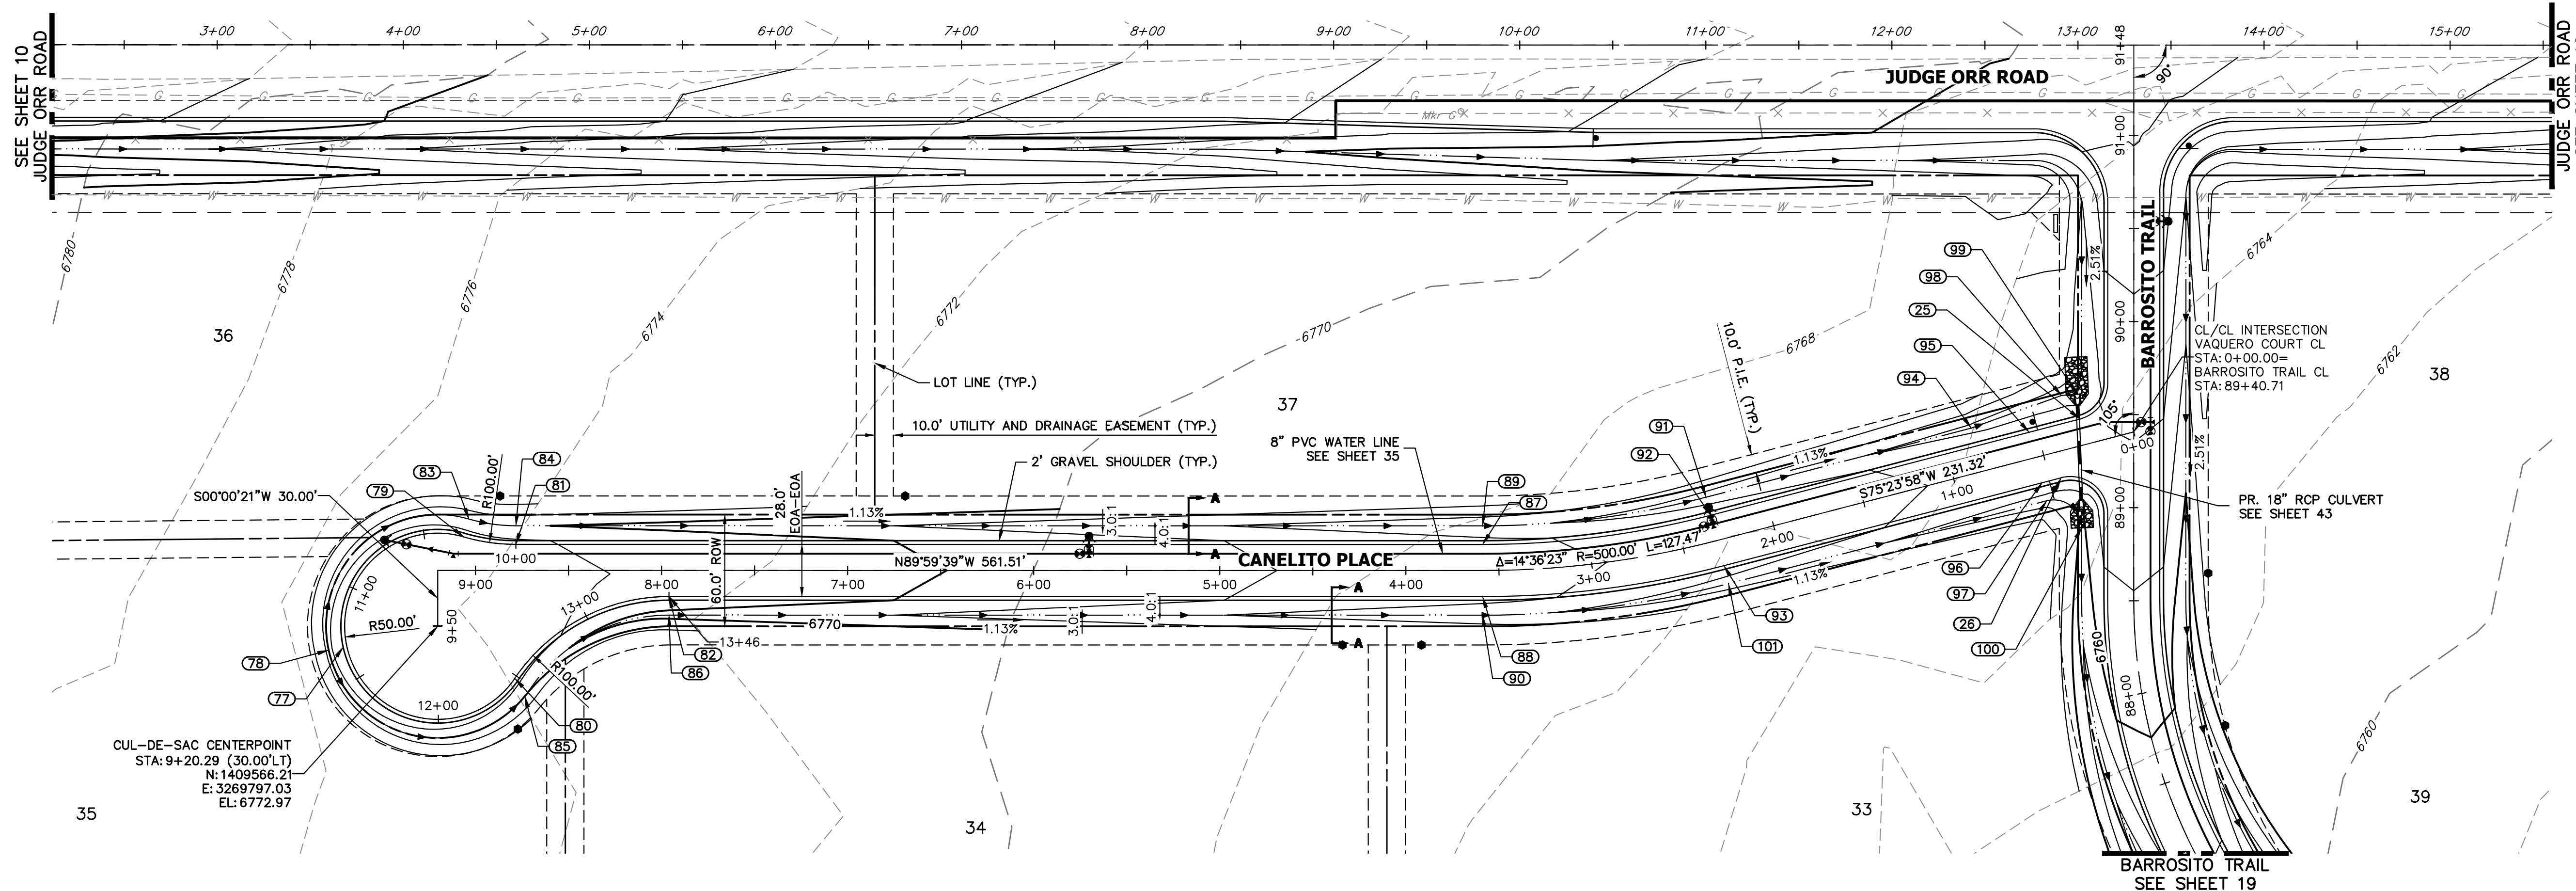 3+00 4+00 5+00 6+00 7+00 8+00 9+00 10+00 11+00 12+00 13+00 14+00 15+00
SEE SHEET 10
JUDGE ORR ROAD
JUDGE ORR ROAD
91+48
90°
JUDGE ORR ROAD
G G G G G G G G G G G G G G G G G
Mkr G
91+00
W W W W W W W W W W W W W W W W W
6780
6778
6776
6774
6772
6770
6768
6764
6762
6760
36
37
38
99
98
25
95
94
2.51%
BARROSITO TRAIL
90+00
CL/CL INTERSECTION
VAQUERO COURT CL
STA: 0+00.00=
BARROSITO TRAIL CL
STA: 89+40.71
LOT LINE (TYP.)
10.0' P.I.E. (TYP.)
10.0' UTILITY AND DRAINAGE EASEMENT (TYP.)
8" PVC WATER LINE
SEE SHEET 35
2' GRAVEL SHOULDER (TYP.)
105°
0+00
2.51%
91
92
89
87
83
84
79
81
R100.00'
S00°00'21"W 30.00'
28.0'
EOA-EOA
1.13%
1.13%
S75°23'58"W 231.32'
1+00
89+00
PR. 18" RCP CULVERT
SEE SHEET 43
3.0:1
4.0:1
A
A
2+00
10+00
N89°59'39"W 561.51'
CANELITO PLACE
Δ=14°36'23" R=500.00' L=127.47'
9+00 8+00 7+00 6+00 5+00 4+00 3+00
60.0' ROW
11+00
13+00
A
A
1.13%
96
97
26
100
93
101
R50.00'
9+50
6770
1.13%
3.0:1
4.0:1
13+46
82
86
88
90
R100.00'
78
77
12+00
80
85
6760
88+00
CUL-DE-SAC CENTERPOINT
STA: 9+20.29 (30.00'LT)
N: 1409566.21
E: 3269797.03
EL: 6772.97
35
34
33
39
BARROSITO TRAIL
SEE SHEET 19